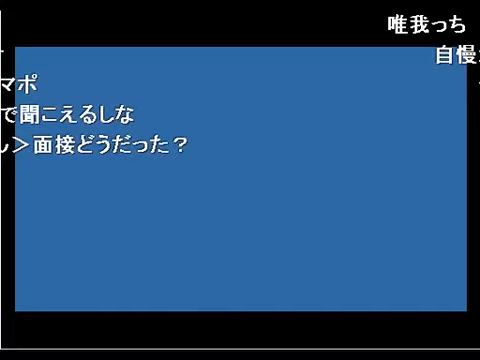 唯我っち
自慢
マポ
で聞こえるしな
ん＞面接どうだった？